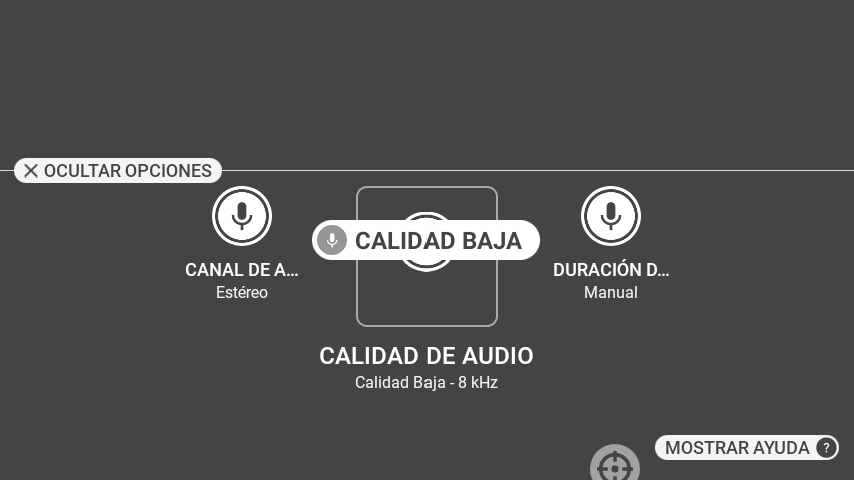 OCULTAR OPCIONES
CALIDAD BAJA
CANAL DE A...
Estéreo
DURACIÓN D...
Manual
CALIDAD DE AUDIO
Calidad Baja - 8 kHz
MOSTRAR AYUDA ?